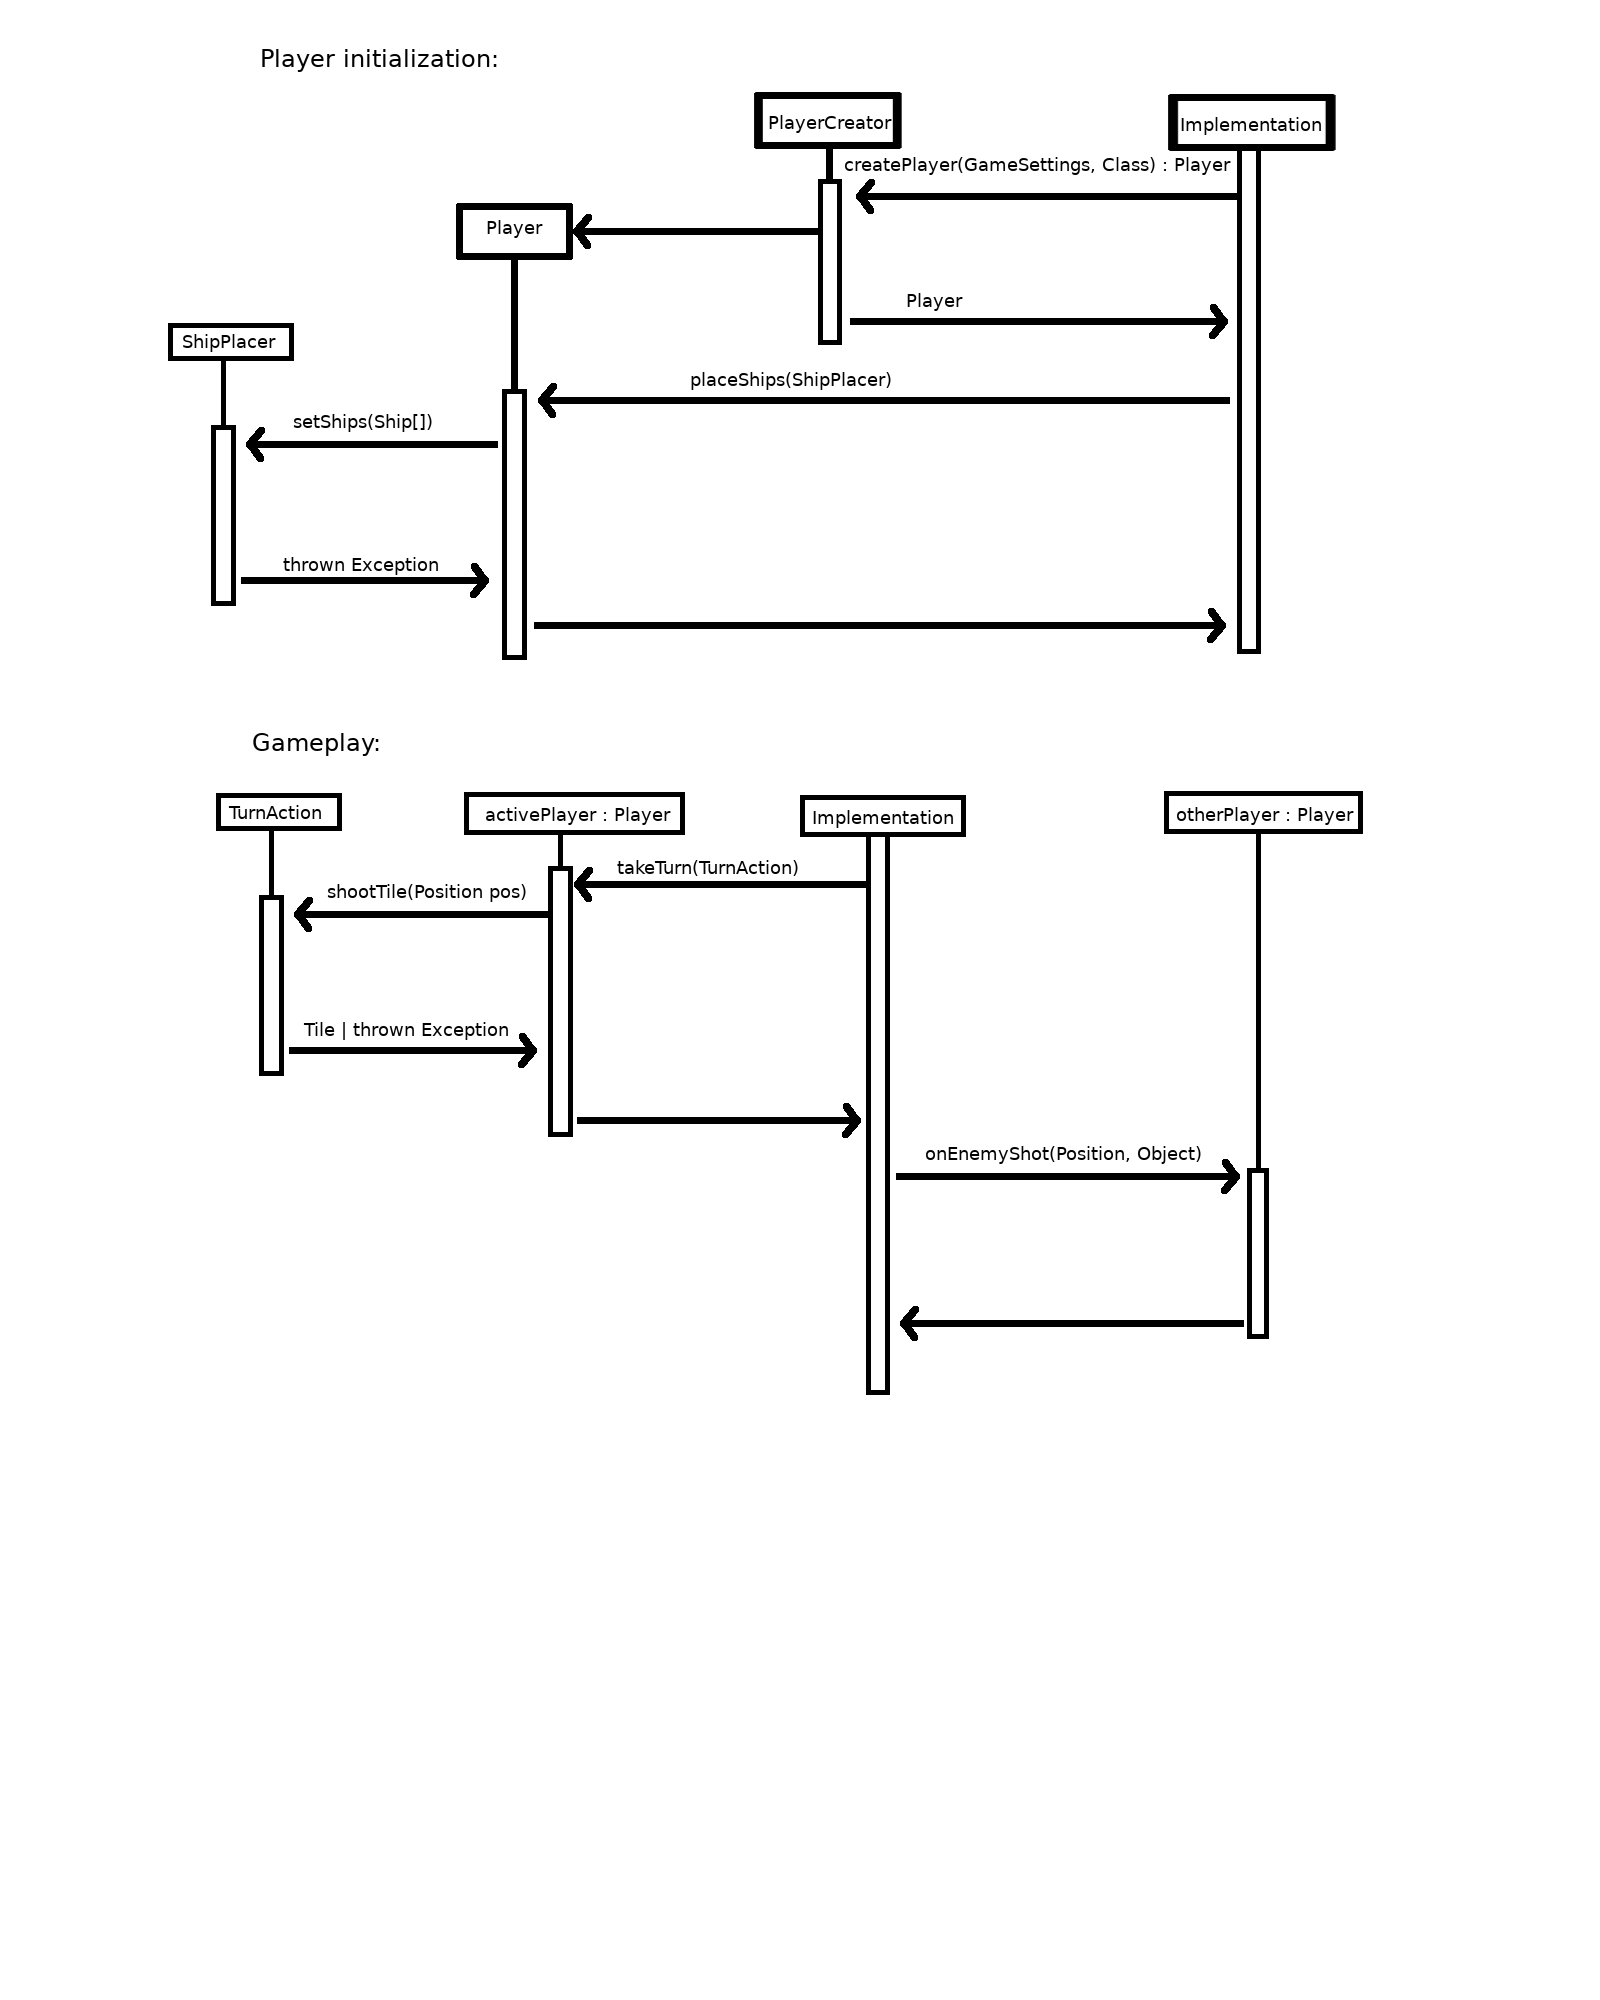 Player initialization:
PlayerCreator
Implementation
createPlayer(GameSettings, Class) : Player
Player
Player
ShipPlacer
placeShips(ShipPlacer)
setShips(Ship[])
thrown Exception
Gameplay:
TurnAction
activePlayer : Player
Implementation
otherPlayer : Player
takeTurn(TurnAction)
shootTile(Position pos)
Tile | thrown Exception
onEnemyShot(Position, Object)